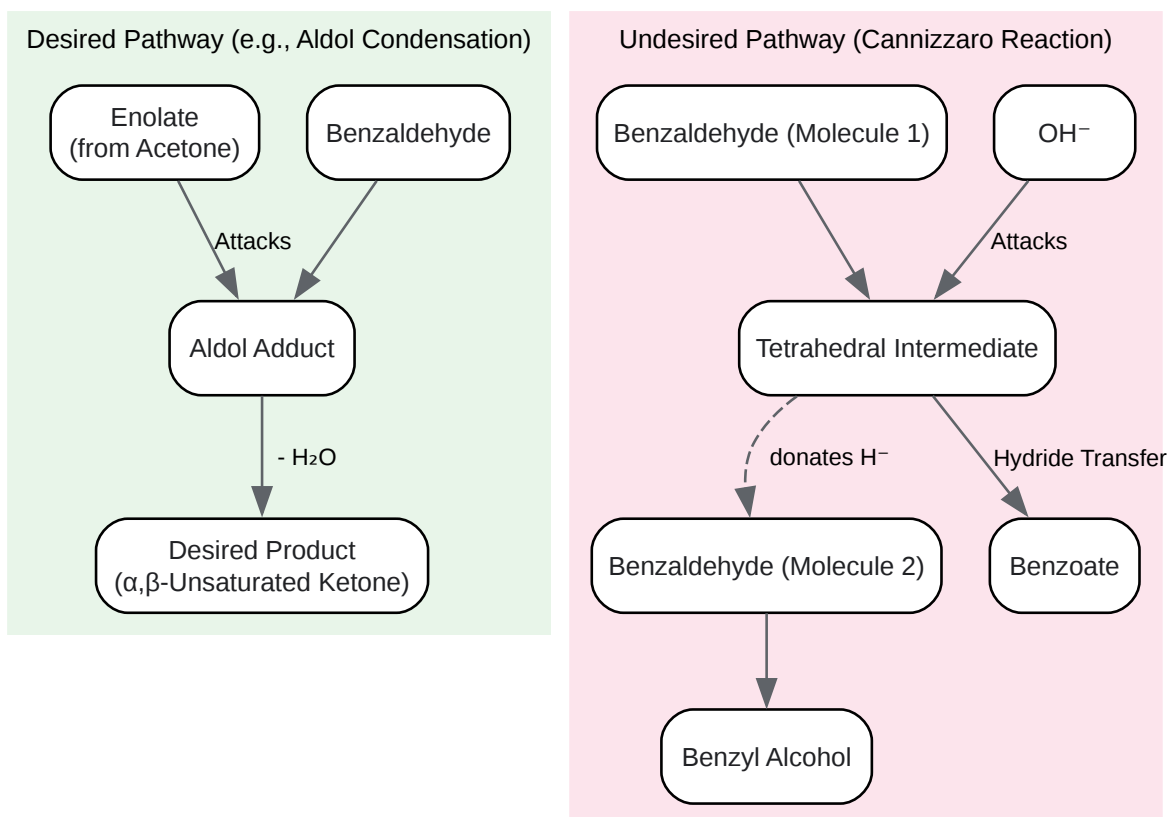 Desired Pathway (e.g., Aldol Condensation)
Enolate
(from Acetone)
Benzaldehyde
Attacks
Aldol Adduct
- H₂O
Desired Product
(α,β-Unsaturated Ketone)
Undesired Pathway (Cannizzaro Reaction)
Benzaldehyde (Molecule 1)
OH⁻
Attacks
Tetrahedral Intermediate
donates H⁻
Hydride Transfer
Benzaldehyde (Molecule 2)
Benzoate
Benzyl Alcohol